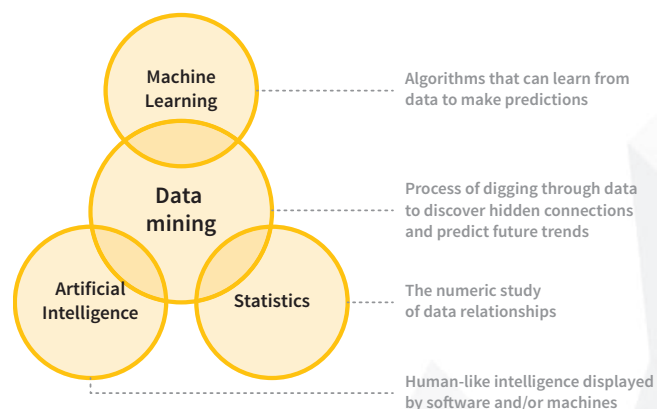 Machine
Learning
Algorithms that can learn from
data to make predictions
Data
mining
Process of digging through data
to discover hidden connections
and predict future trends
Artificial
Intelligence
Statistics
The numeric study
of data relationships
Human-like intelligence displayed
by software and/or machines